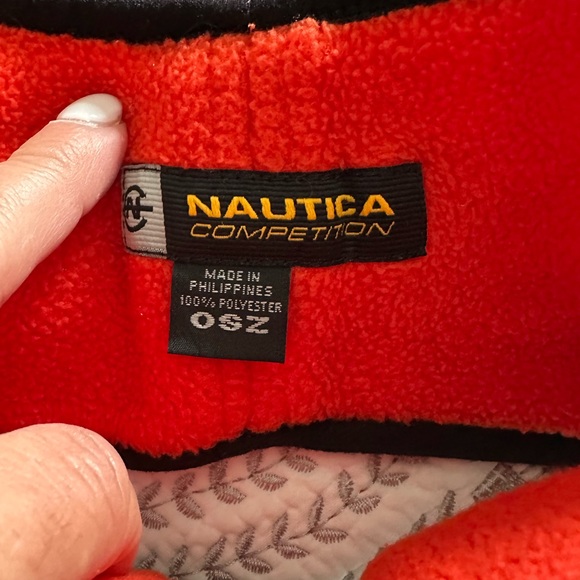 NAUTICA
COMPETITION
MADE IN
PHILIPPINES
100% POLYESTER
OSZ